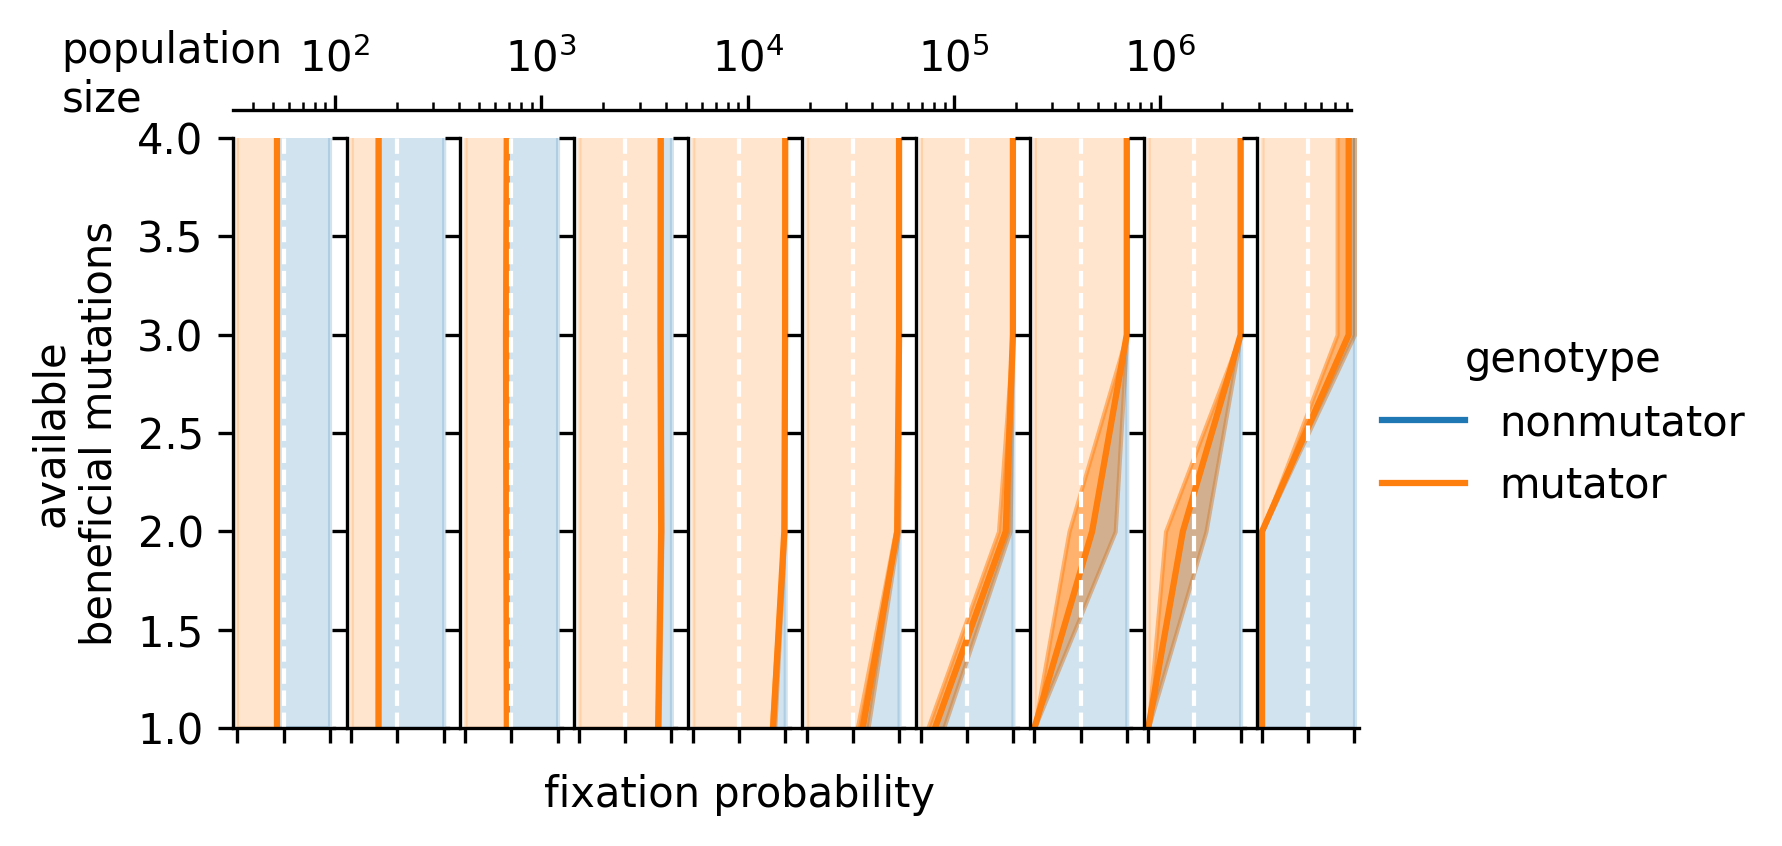 population
size
10² 10³ 10⁴ 10⁵ 10⁶
available
beneficial mutations
4.0
3.5
3.0
2.5
2.0
1.5
1.0
fixation probability
genotype
nonmutator
mutator